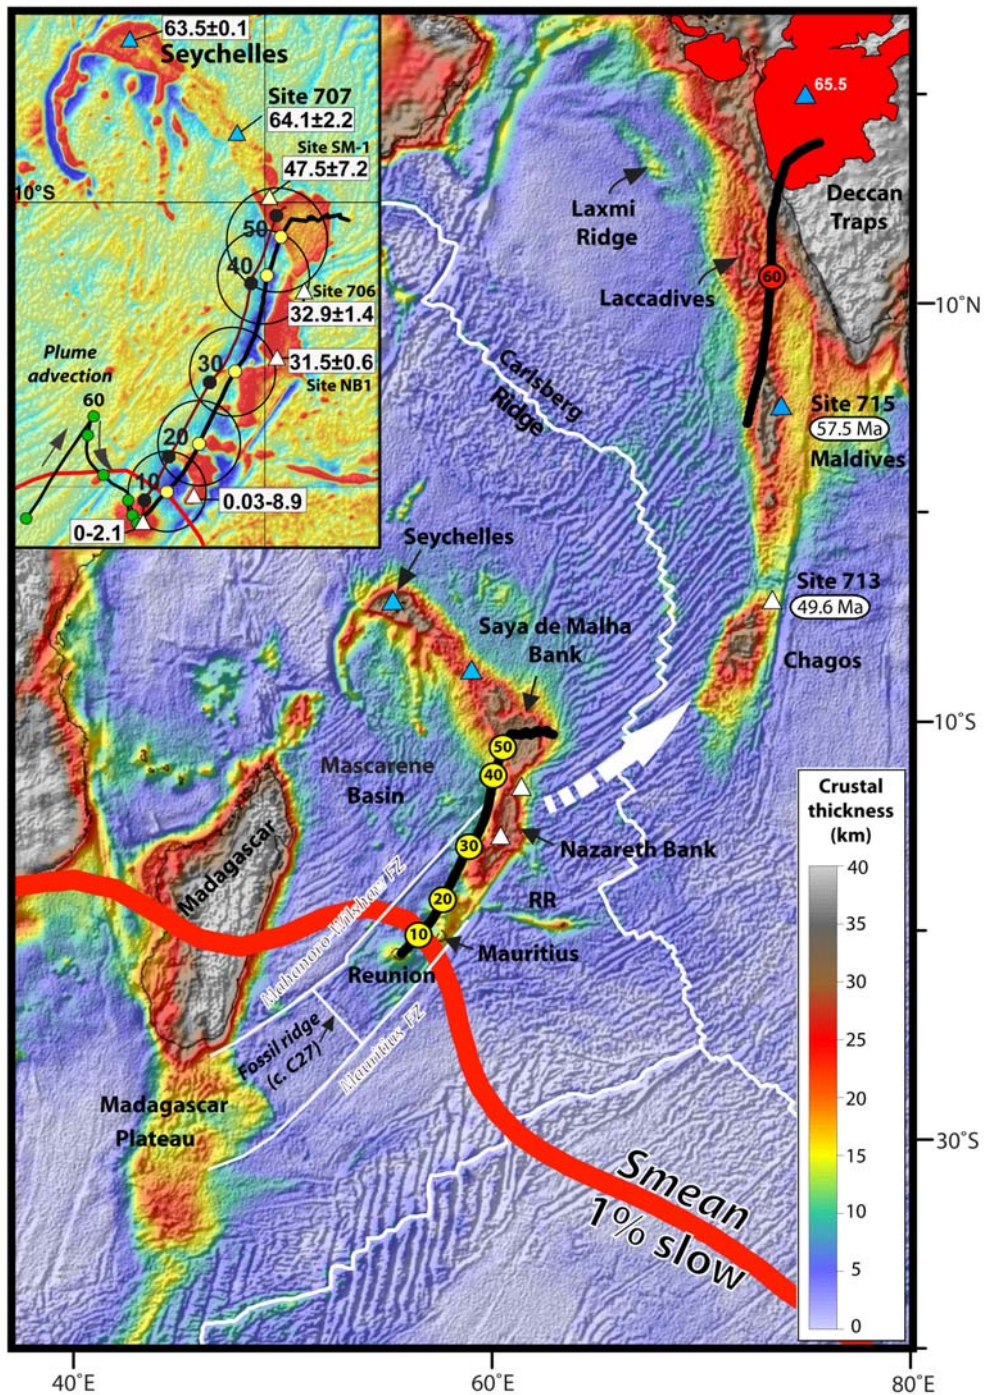 63.5±0.1
Seychelles
Site 707
64.1±2.2
Site SM-1
47.5±7.2
10°S
50
40
Site 706
32.9±1.4
30
31.5±0.6
Site NB1
Plume
advection
60
20
10
0.03-8.9
0-2.1
65.5
Deccan
Traps
Laxmi
Ridge
Laccadives
60
10°N
Carlsberg
Ridge
Site 715
57.5 Ma
Maldives
Seychelles
Site 713
49.6 Ma
Saya de Malha
Bank
Chagos
10°S
50
40
Mascarene
Basin
30
Nazareth Bank
Madagascar
20
RR
10
Mauritius
Reunion
Mahanoro-Wilshaw FZ
Fossil ridge
(c. C27)
Mauritius FZ
Madagascar
Plateau
30°S
Smean
1% slow
Crustal
thickness
(km)
40
35
30
25
20
15
10
5
0
40°E
60°E
80°E